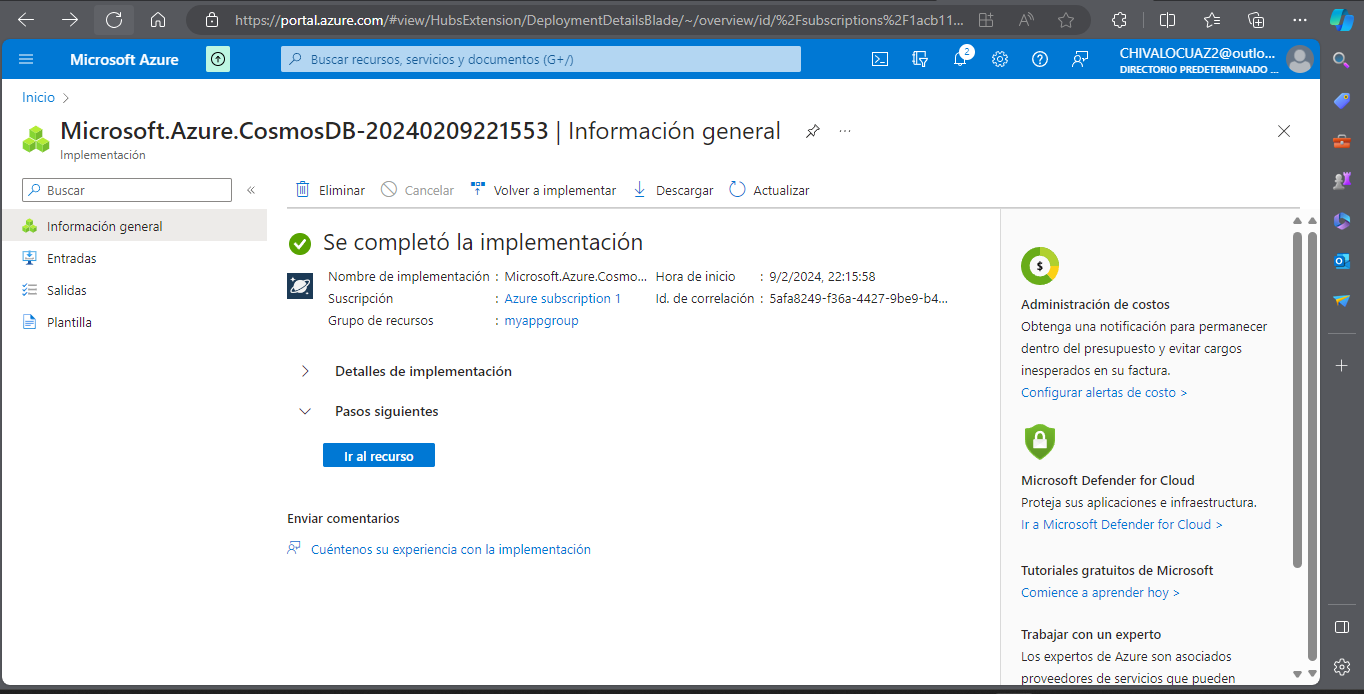 https://portal.azure.com/#view/HubsExtension/DeploymentDetailsBlade/~/overview/id/%2Fsubscriptions%2F1acb11...
Microsoft Azure
Buscar recursos, servicios y documentos (G+/)
2
CHIVALOCUAZ2@outlo...
DIRECTORIO PREDETERMINADO ...
Inicio >
Microsoft.Azure.CosmosDB-20240209221553 | Información general
Implementación
Buscar
Eliminar Cancelar Volver a implementar Descargar Actualizar
Información general
Entradas
Salidas
Plantilla
Se completó la implementación
Nombre de implementación : Microsoft.Azure.Cosmo...
Suscripción : Azure subscription 1
Grupo de recursos : myappgroup
Hora de inicio : 9/2/2024, 22:15:58
Id. de correlación : 5afa8249-f36a-4427-9be9-b4...
Detalles de implementación
Pasos siguientes
Ir al recurso
Enviar comentarios
Cuéntenos su experiencia con la implementación
Administración de costos
Obtenga una notificación para permanecer
dentro del presupuesto y evitar cargos
inesperados en su factura.
Configurar alertas de costo >
Microsoft Defender for Cloud
Proteja sus aplicaciones e infraestructura.
Ir a Microsoft Defender for Cloud >
Tutoriales gratuitos de Microsoft
Comience a aprender hoy >
Trabajar con un experto
Los expertos de Azure son asociados
proveedores de servicios que pueden